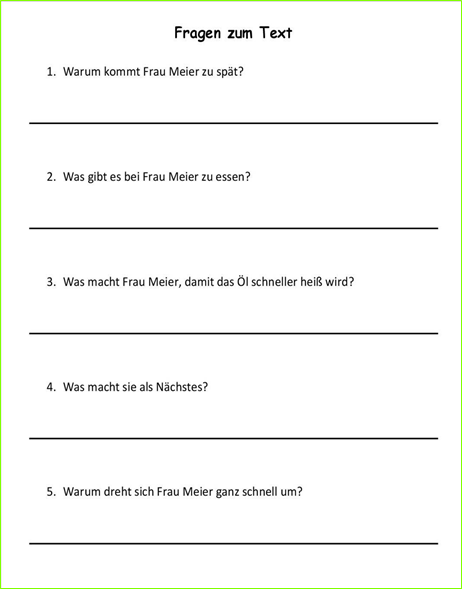 Fragen zum Text
1. Warum kommt Frau Meier zu spät?
2. Was gibt es bei Frau Meier zu essen?
3. Was macht Frau Meier, damit das Öl schneller heiß wird?
4. Was macht sie als Nächstes?
5. Warum dreht sich Frau Meier ganz schnell um?